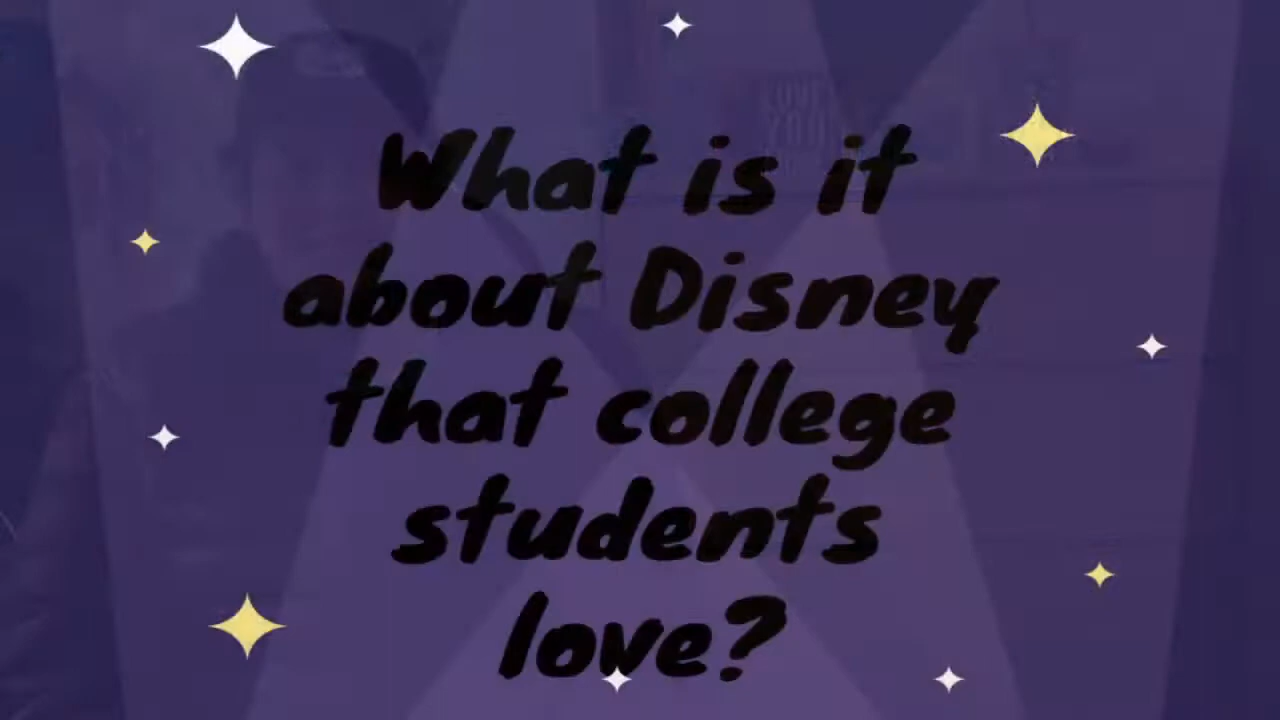 What is it
about Disney
that college
students
love?